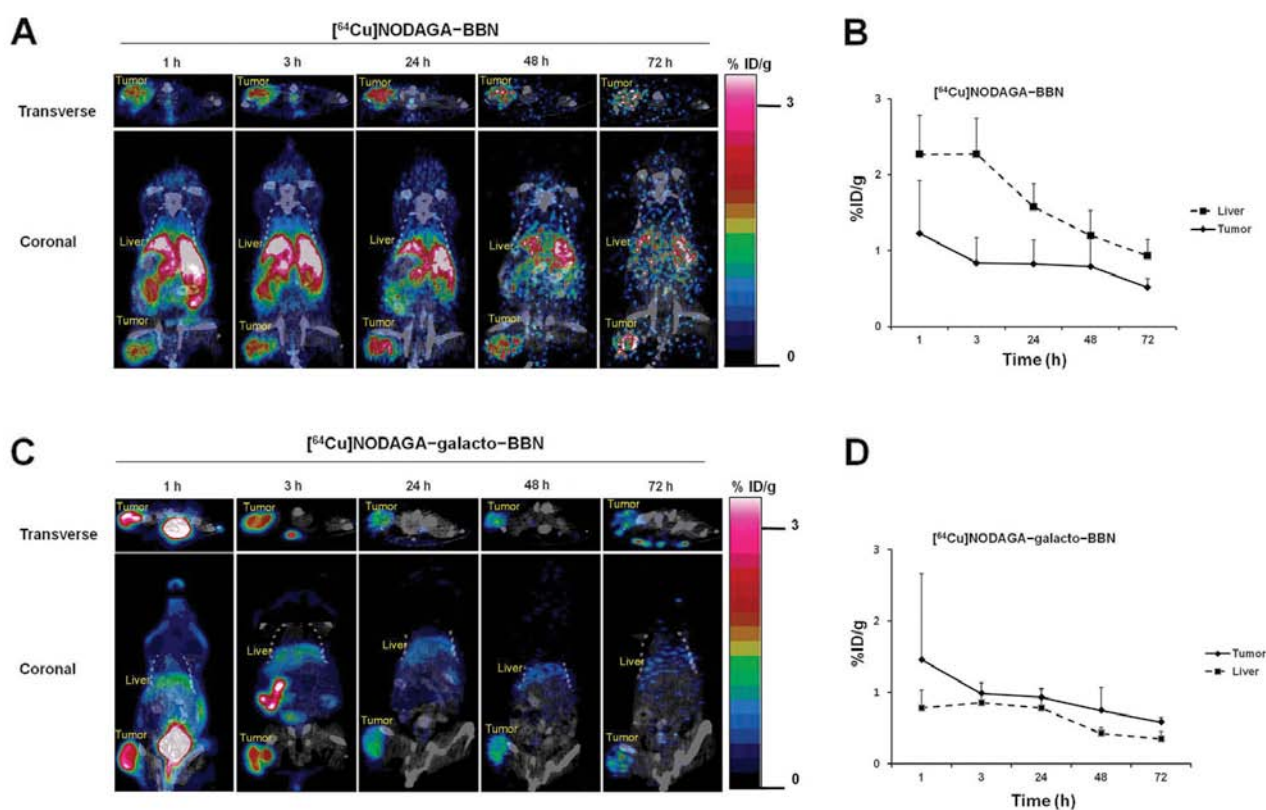 A
[⁶⁴Cu]NODAGA-BBN
1 h 3 h 24 h 48 h 72 h % ID/g
Transverse
Tumor Tumor Tumor Tumor Tumor
3
Coronal
Liver Liver Liver Liver Liver
Tumor Tumor Tumor Tumor Tumor
0
B
[⁶⁴Cu]NODAGA-BBN
3
2
1
0
%ID/g
Liver
Tumor
1 3 24 48 72
Time (h)
C
[⁶⁴Cu]NODAGA-galacto-BBN
1 h 3 h 24 h 48 h 72 h % ID/g
Transverse
Tumor Tumor Tumor Tumor Tumor
3
Coronal
Liver Liver Liver Liver Liver
Tumor Tumor Tumor Tumor Tumor
0
D
[⁶⁴Cu]NODAGA-galacto-BBN
3
2
1
0
%ID/g
Tumor
Liver
1 3 24 48 72
Time (h)